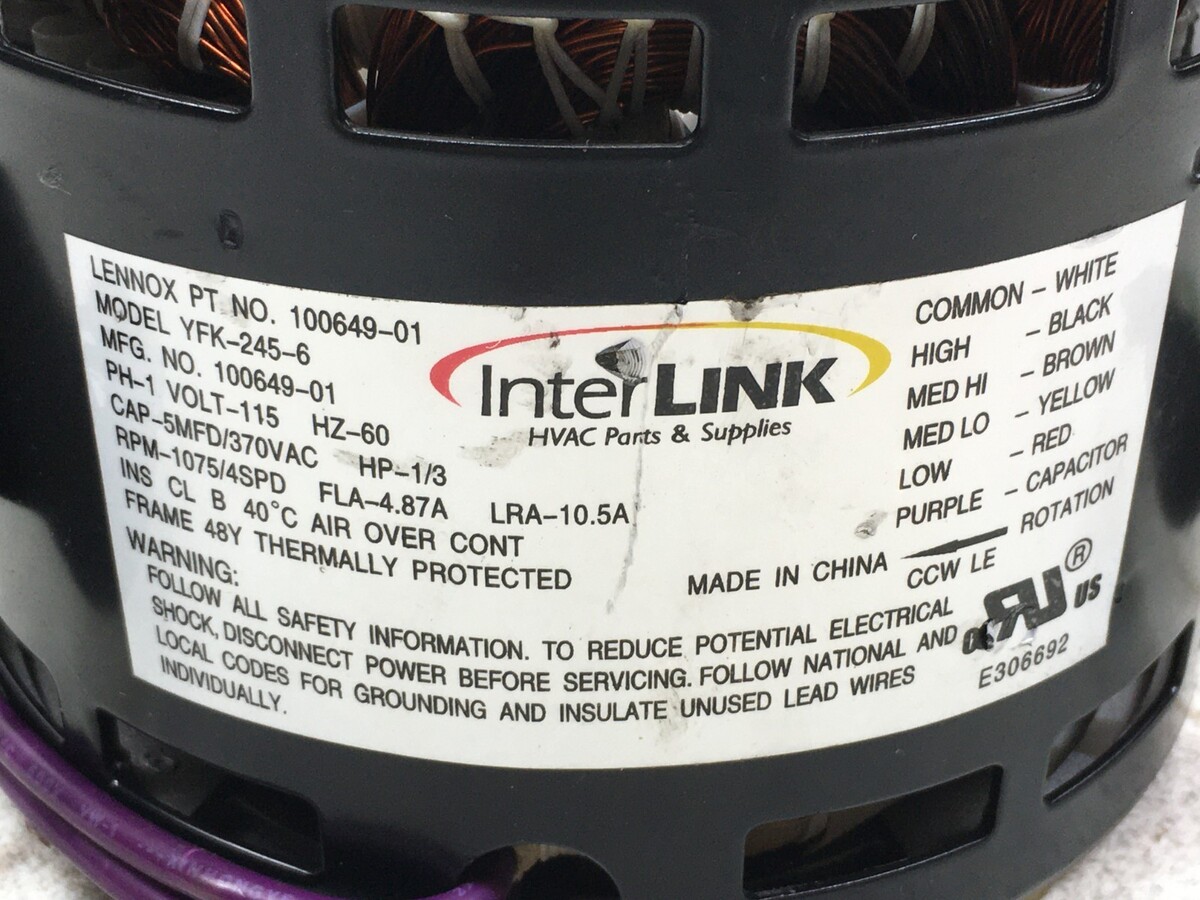 LENNOX PT NO. 100649-01
MODEL YFK-245-6
MFG. NO. 100649-01
PH-1 VOLT-115 HZ-60
CAP-5MFD/370VAC HP-1/3
RPM-1075/4SPD FLA-4.87A LRA-10.5A
INS CL B 40°C AIR OVER CONT
FRAME 48Y THERMALLY PROTECTED
InterLINK
HVAC Parts & Supplies
COMMON - WHITE
HIGH - BLACK
MED HI - BROWN
MED LO - YELLOW
LOW - RED
PURPLE - CAPACITOR
MADE IN CHINA ROTATION
CCW LE
WARNING:
FOLLOW ALL SAFETY INFORMATION. TO REDUCE POTENTIAL ELECTRICAL
SHOCK, DISCONNECT POWER BEFORE SERVICING. FOLLOW NATIONAL AND
LOCAL CODES FOR GROUNDING AND INSULATE UNUSED LEAD WIRES
INDIVIDUALLY.
RU ® US
E306692